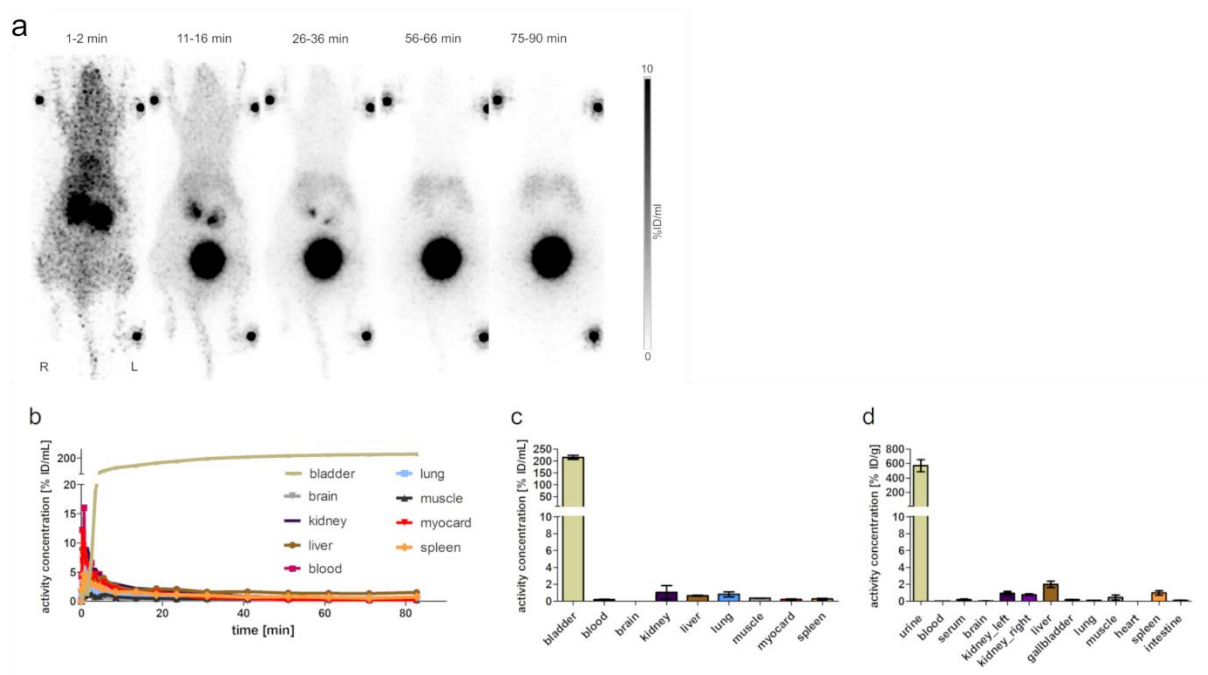 a
1-2 min 11-16 min 26-36 min 56-66 min 75-90 min
10
%ID/ml
0
R L
b
activity concentration [% ID/mL]
200
20
15
10
5
0
0 20 40 60 80
time [min]
bladder
brain
kidney
liver
blood
lung
muscle
myocard
spleen
c
activity concentration [% ID/mL]
250
200
150
100
50
10
8
6
4
2
0
bladder
blood
brain
kidney
liver
lung
muscle
myocard
spleen
d
activity concentration [% ID/g]
800
600
400
200
10
8
6
4
2
0
urine
blood
serum
brain
kidney_left
kidney_right
liver
gallbladder
lung
muscle
heart
spleen
intestine